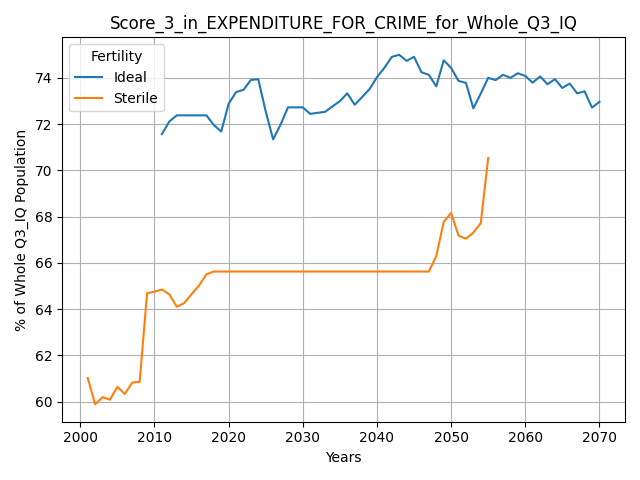 Score_3_in_EXPENDITURE_FOR_CRIME_for_Whole_Q3_IQ
Fertility
Ideal
Sterile
% of Whole Q3_IQ Population
74
72
70
68
66
64
62
60
2000 2010 2020 2030 2040 2050 2060 2070
Years